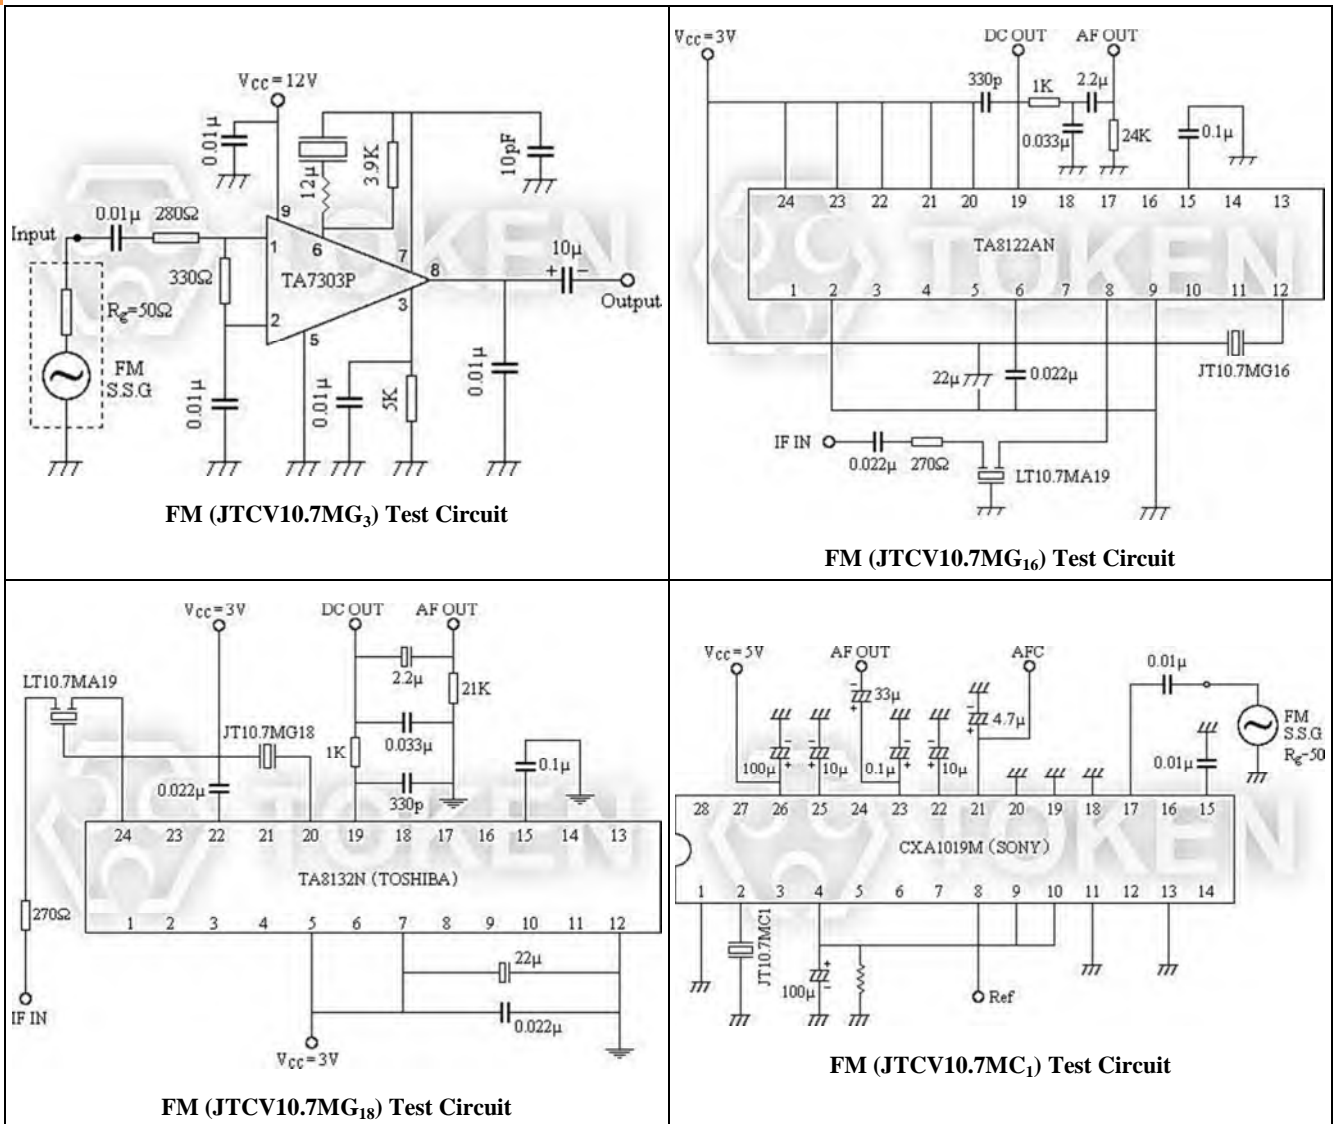 Vcc=12V
0.01μ
12μ
3.9K
10pF
Input
0.01μ
280Ω
330Ω
9
1
6
7
8
TA7303P
2
3
5
10μ
+ −
Output
Rg=50Ω
FM
S.S.G
0.01μ
0.01μ
5K
0.01μ
TOKEN
FM (JTCV10.7MG3) Test Circuit
Vcc=3V
DC OUT
AF OUT
330p
1K
2.2μ
0.033μ
24K
0.1μ
24 23 22 21 20 19 18 17 16 15 14 13
TA8122AN
1 2 3 4 5 6 7 8 9 10 11 12
22μ
0.022μ
JT10.7MG16
IF IN
0.022μ
270Ω
LT10.7MA19
TOKEN
FM (JTCV10.7MG16) Test Circuit
Vcc=3V
DC OUT
AF OUT
LT10.7MA19
2.2μ
21K
JT10.7MG18
0.033μ
1K
0.022μ
330p
0.1μ
24 23 22 21 20 19 18 17 16 15 14 13
TA8132N (TOSHIBA)
1 2 3 4 5 6 7 8 9 10 11 12
270Ω
IF IN
22μ
0.022μ
Vcc=3V
TOKEN
FM (JTCV10.7MG18) Test Circuit
Vcc=5V
AF OUT
AFC
33μ
4.7μ
0.01μ
FM
S.S.G
Rg-50
100μ
10μ
0.1μ
10μ
0.01μ
28 27 26 25 24 23 22 21 20 19 18 17 16 15
CXA1019M (SONY)
1 2 3 4 5 6 7 8 9 10 11 12 13 14
JT10.7MC1
100μ
Ref
TOKEN
FM (JTCV10.7MC1) Test Circuit